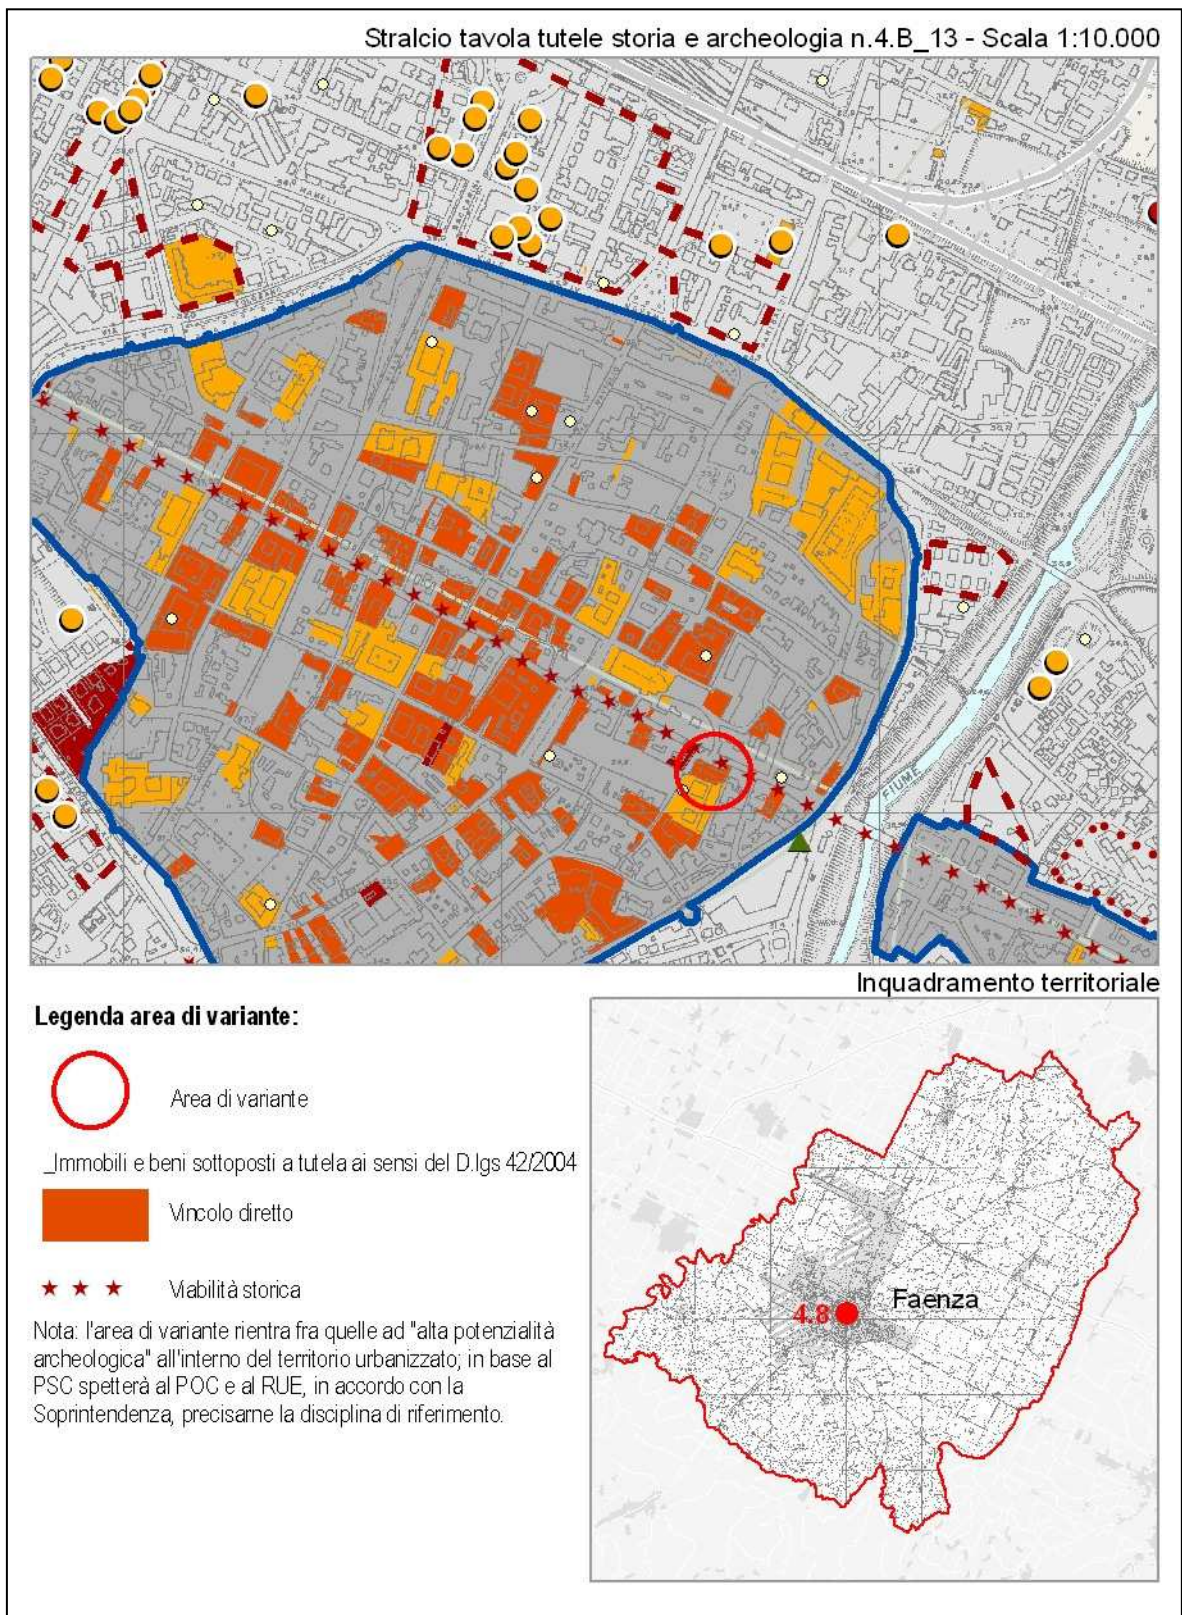 Stralcio tavola tutele storia e archeologia n.4.B_13 - Scala 1:10.000
MAMELI
FIUME
Inquadramento territoriale
Legenda area di variante:
Area di variante
_Immobili e beni sottoposti a tutela ai sensi del D.lgs 42/2004
Vincolo diretto
Viabilità storica
Nota: l'area di variante rientra fra quelle ad "alta potenzialità
archeologica" all'interno del territorio urbanizzato; in base al
PSC spetterà al POC e al RUE, in accordo con la
Soprintendenza, precisarne la disciplina di riferimento.
4.8
Faenza